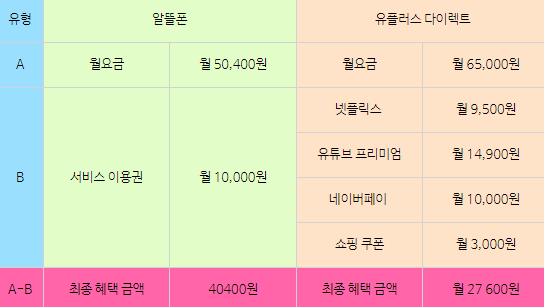 유형 알뜰폰 유플러스 다이렉트
A 월요금 월 50,400원 월요금 월 65,000원
넷플릭스 월 9,500원
유튜브 프리미엄 월 14,900원
B 서비스 이용권 월 10,000원
네이버페이 월 10,000원
쇼핑 쿠폰 월 3,000원
A-B 최종 혜택 금액 40400원 최종 혜택 금액 월 27 600원